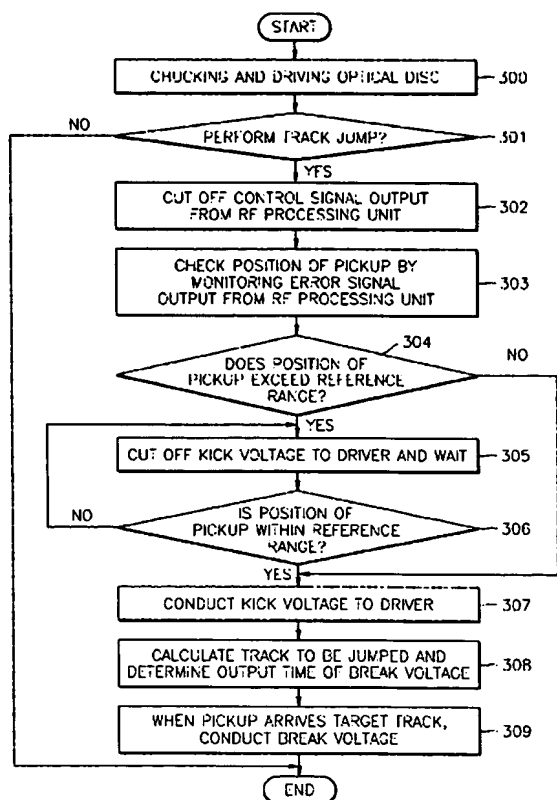 START
CHUCKING AND DRIVING OPTICAL DISC
300
NO
PERFORM TRACK JUMP?
301
YES
CUT OFF CONTROL SIGNAL OUTPUT
FROM RF PROCESSING UNIT
302
CHECK POSITION OF PICKUP BY
MONITORING ERROR SIGNAL
OUTPUT FROM RF PROCESSING UNIT
303
304
DOES POSITION OF
PICKUP EXCEED REFERENCE
RANGE?
NO
YES
CUT OFF KICK VOLTAGE TO DRIVER AND WAIT
305
NO
IS POSITION OF
PICKUP WITHIN REFERENCE
RANGE?
306
YES
CONDUCT KICK VOLTAGE TO DRIVER
307
CALCULATE TRACK TO BE JUMPED AND
DETERMINE OUTPUT TIME OF BREAK VOLTAGE
308
WHEN PICKUP ARRIVES TARGET TRACK,
CONDUCT BREAK VOLTAGE
309
END